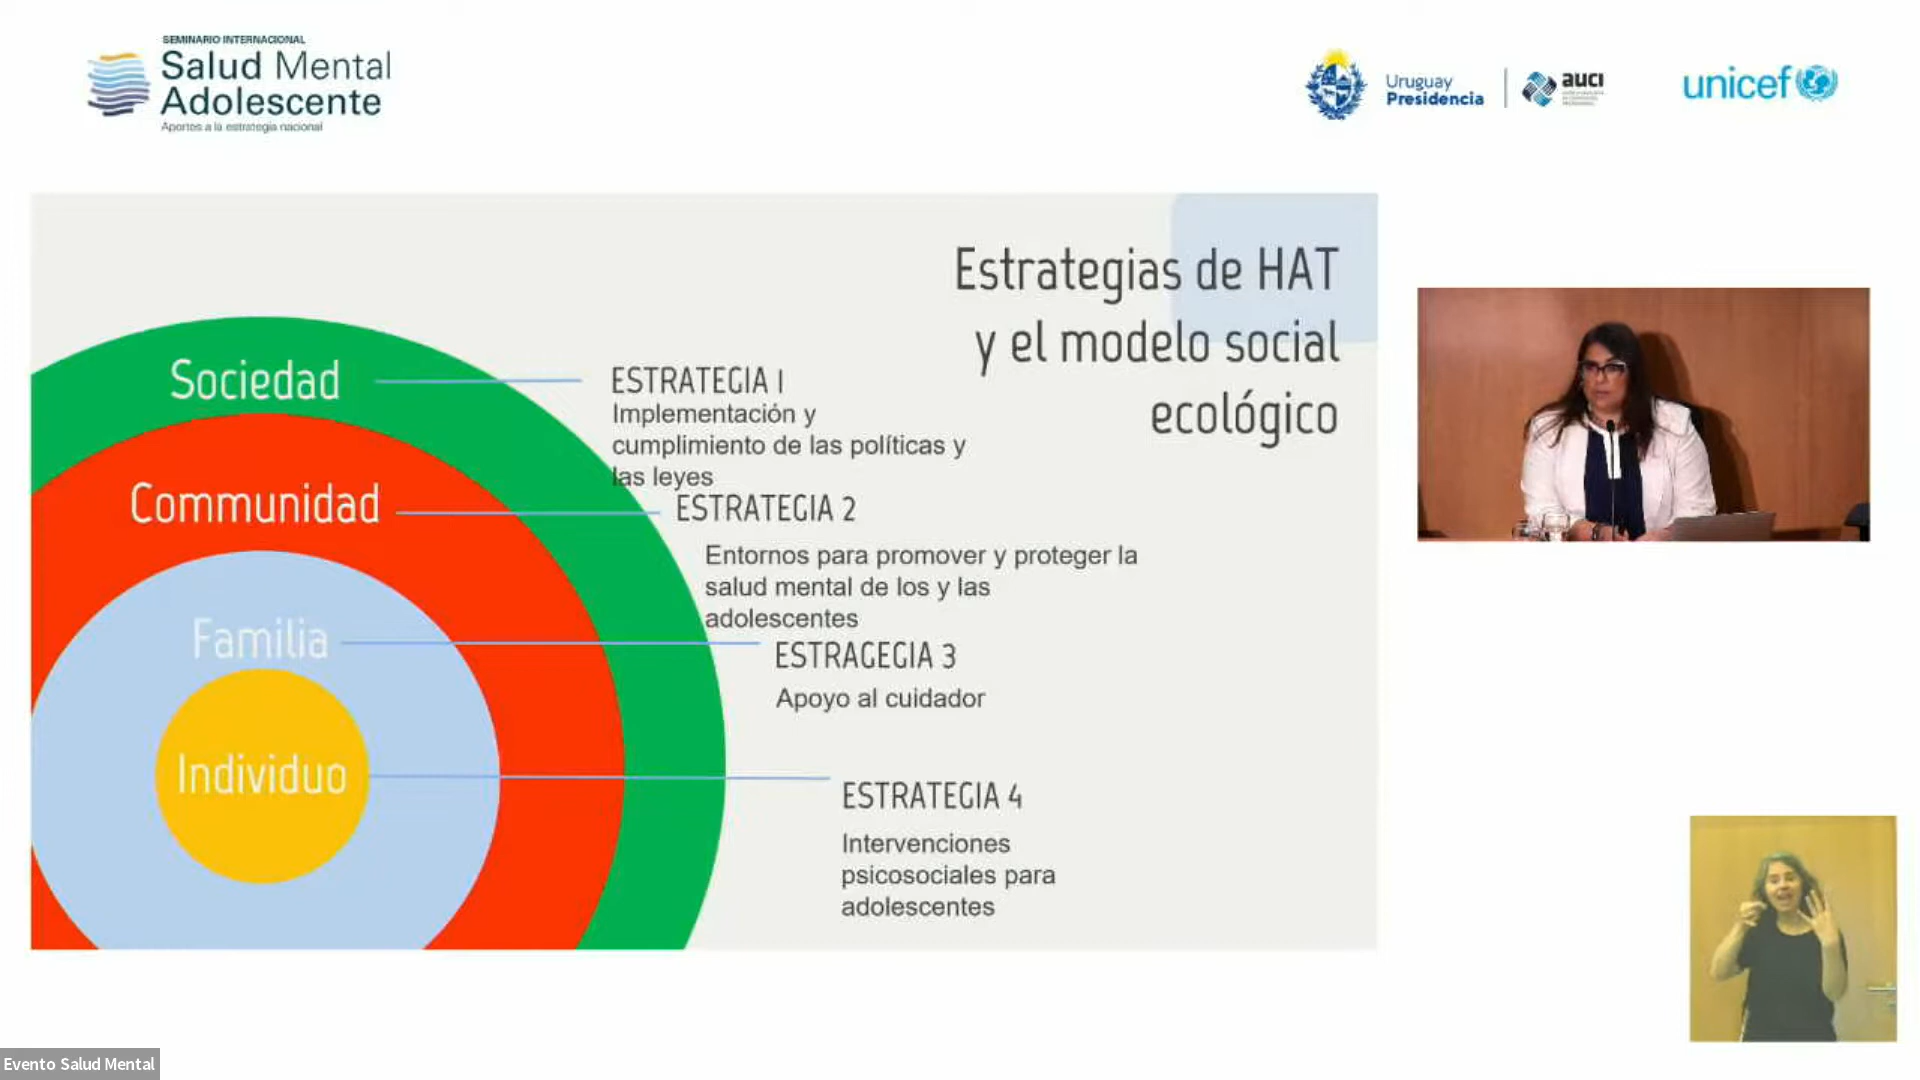 SEMINARIO INTERNACIONAL
Salud Mental
Adolescente
Aportes a la estrategia nacional
Uruguay
Presidencia
auci
unicef
Estrategias de HAT
y el modelo social
ecológico
Sociedad
ESTRATEGIA 1
Implementación y
cumplimiento de las políticas y
las leyes
Communidad
ESTRATEGIA 2
Entornos para promover y proteger la
salud mental de los y las
adolescentes
Familia
ESTRAGEGIA 3
Apoyo al cuidador
Individuo
ESTRATEGIA 4
Intervenciones
psicosociales para
adolescentes
Evento Salud Mental